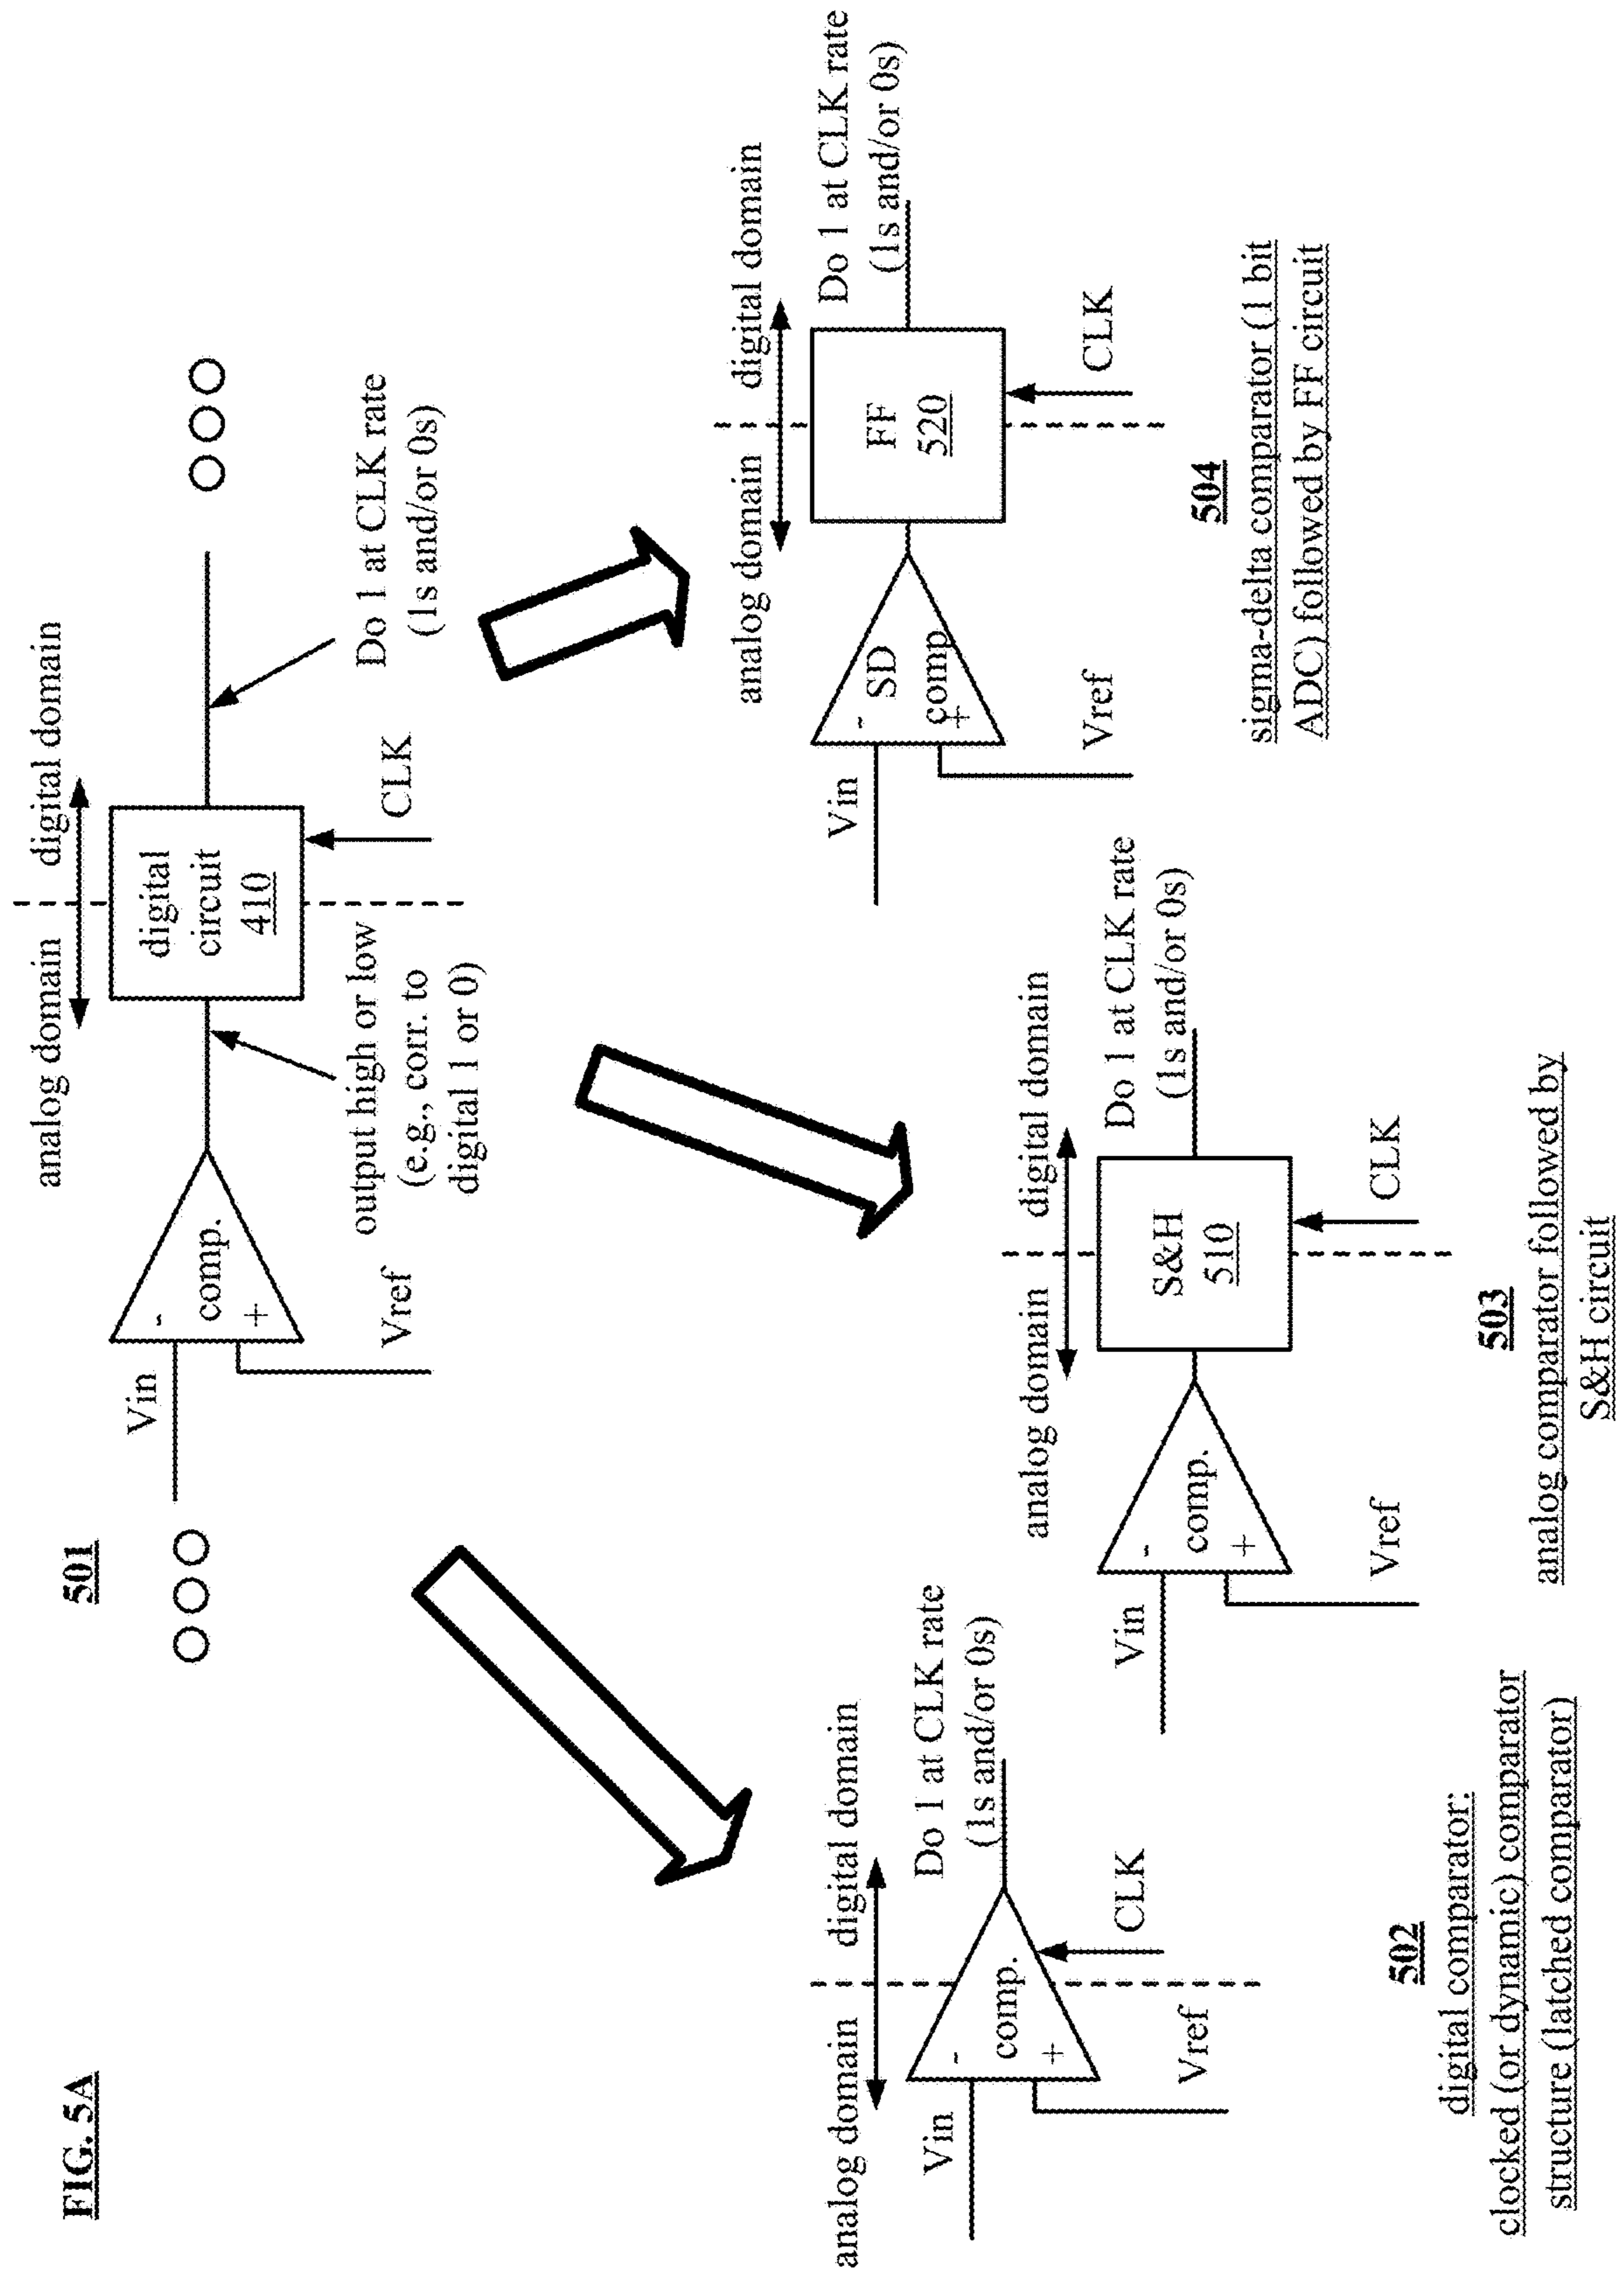 FIG. 5A
501
Vin
-
comp.
+
Vref
analog domain
digital domain
digital
circuit
410
CLK
output high or low
(e.g., corr. to
digital 1 or 0)
Do 1 at CLK rate
(1s and/or 0s)
analog domain
digital domain
Vin
-
comp.
+
Vref
CLK
Do 1 at CLK rate
(1s and/or 0s)
502
digital comparator:
clocked (or dynamic) comparator
structure (latched comparator)
analog domain
digital domain
Vin
-
comp.
+
Vref
S&H
510
CLK
Do 1 at CLK rate
(1s and/or 0s)
503
analog comparator followed by
S&H circuit
analog domain
digital domain
Vin
-
SD
comp
+
Vref
FF
520
CLK
Do 1 at CLK rate
(1s and/or 0s)
504
sigma-delta comparator (1 bit
ADC) followed by FF circuit